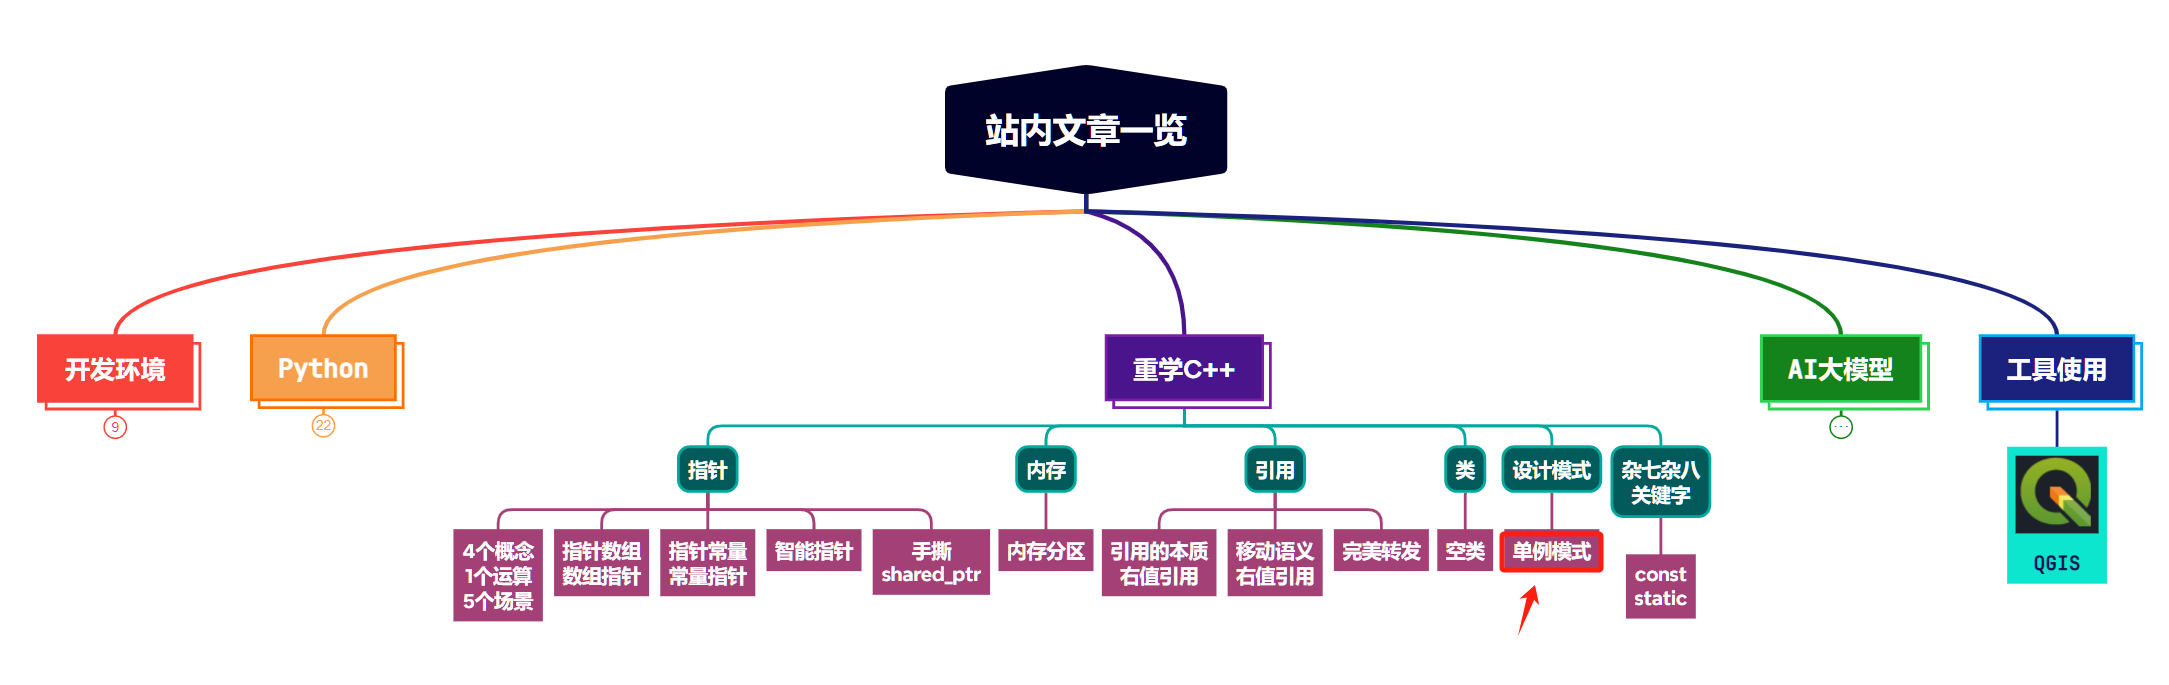 站内文章一览
开发环境
9
Python
22
重学C++
AI大模型
...
工具使用
指针
内存
引用
类
设计模式
杂七杂八
关键字
4个概念
1个运算
5个场景
指针数组
数组指针
指针常量
常量指针
智能指针
手撕
shared_ptr
内存分区
引用的本质
右值引用
移动语义
右值引用
完美转发
空类
单例模式
const
static
QGIS